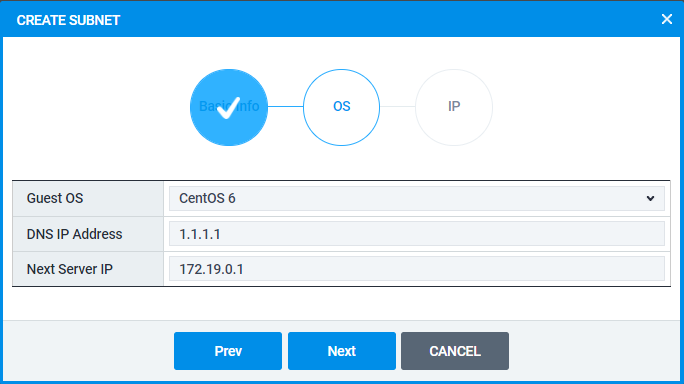 CREATE SUBNET
Basic Info
OS
IP
Guest OS
CentOS 6
DNS IP Address
1.1.1.1
Next Server IP
172.19.0.1
Prev
Next
CANCEL